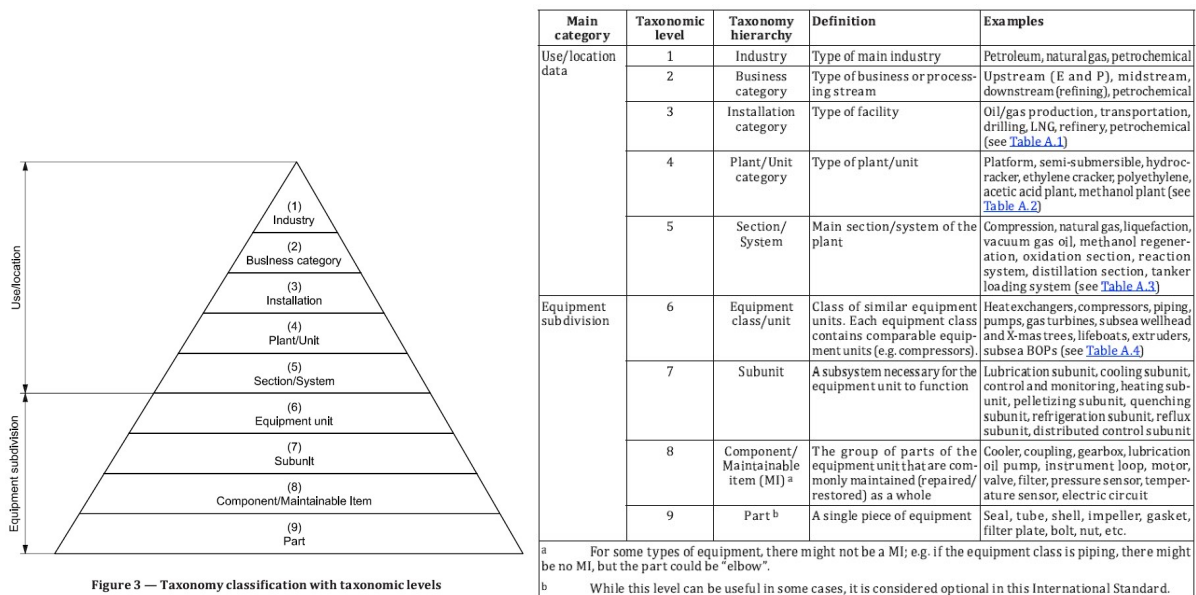 Use/location
Equipment subdivision
(1)
Industry
(2)
Business category
(3)
Installation
(4)
Plant/Unit
(5)
Section/System
(6)
Equipment unit
(7)
Subunit
(8)
Component/Maintainable Item
(9)
Part
Figure 3 — Taxonomy classification with taxonomic levels
Main category
Taxonomic level
Taxonomy hierarchy
Definition
Examples
Use/location
data
1
Industry
Type of main industry
Petroleum, natural gas, petrochemical
2
Business
category
Type of business or process-
ing stream
Upstream (E and P), midstream,
downstream (refining), petrochemical
3
Installation
category
Type of facility
Oil/gas production, transportation,
drilling, LNG, refinery, petrochemical
(see Table A.1)
4
Plant/Unit
category
Type of plant/unit
Platform, semi-submersible, hydroc-
racker, ethylene cracker, polyethylene,
acetic acid plant, methanol plant (see
Table A.2)
5
Section/
System
Main section/system of the
plant
Compression, natural gas, liquefaction,
vacuum gas oil, methanol regener-
ation, oxidation section, reaction
system, distillation section, tanker
loading system (see Table A.3)
Equipment
subdivision
6
Equipment
class/unit
Class of similar equipment
units. Each equipment class
contains comparable equip-
ment units (e.g. compressors).
Heat exchangers, compressors, piping,
pumps, gas turbines, subsea wellhead
and X-mas trees, lifeboats, extruders,
subsea BOPs (see Table A.4)
7
Subunit
A subsystem necessary for the
equipment unit to function
Lubrication subunit, cooling subunit,
control and monitoring, heating sub-
unit, pelletizing subunit, quenching
subunit, refrigeration subunit, reflux
subunit, distributed control subunit
8
Component/
Maintainable
item (MI) a
The group of parts of the
equipment unit that are com-
monly maintained (repaired/
restored) as a whole
Cooler, coupling, gearbox, lubrication
oil pump, instrument loop, motor,
valve, filter, pressure sensor, temper-
ature sensor, electric circuit
9
Part b
A single piece of equipment
Seal, tube, shell, impeller, gasket,
filter plate, bolt, nut, etc.
a For some types of equipment, there might not be a MI; e.g. if the equipment class is piping, there might
be no MI, but the part could be “elbow”.
b While this level can be useful in some cases, it is considered optional in this International Standard.